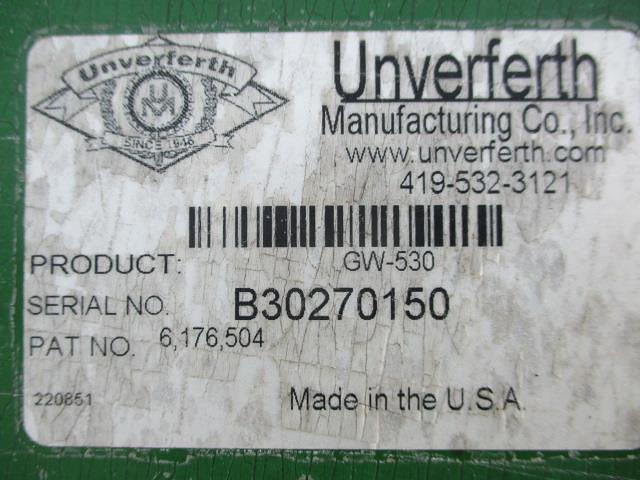 Unverferth
UM
SINCE 1948
Unverferth
Manufacturing Co., Inc.
www.unverferth.com
419-532-3121
PRODUCT: GW-530
SERIAL NO. B30270150
PAT NO. 6,176,504
220851 Made in the U.S.A.